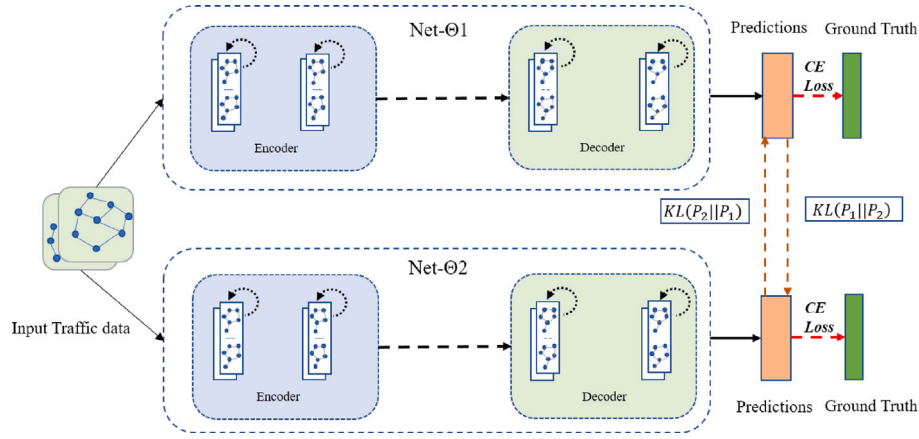 Net-Θ1
Predictions
Ground Truth
CE
Loss
Encoder
Decoder
KL(P₂||P₁)
KL(P₁||P₂)
Net-Θ2
Input Traffic data
CE
Loss
Encoder
Decoder
Predictions
Ground Truth